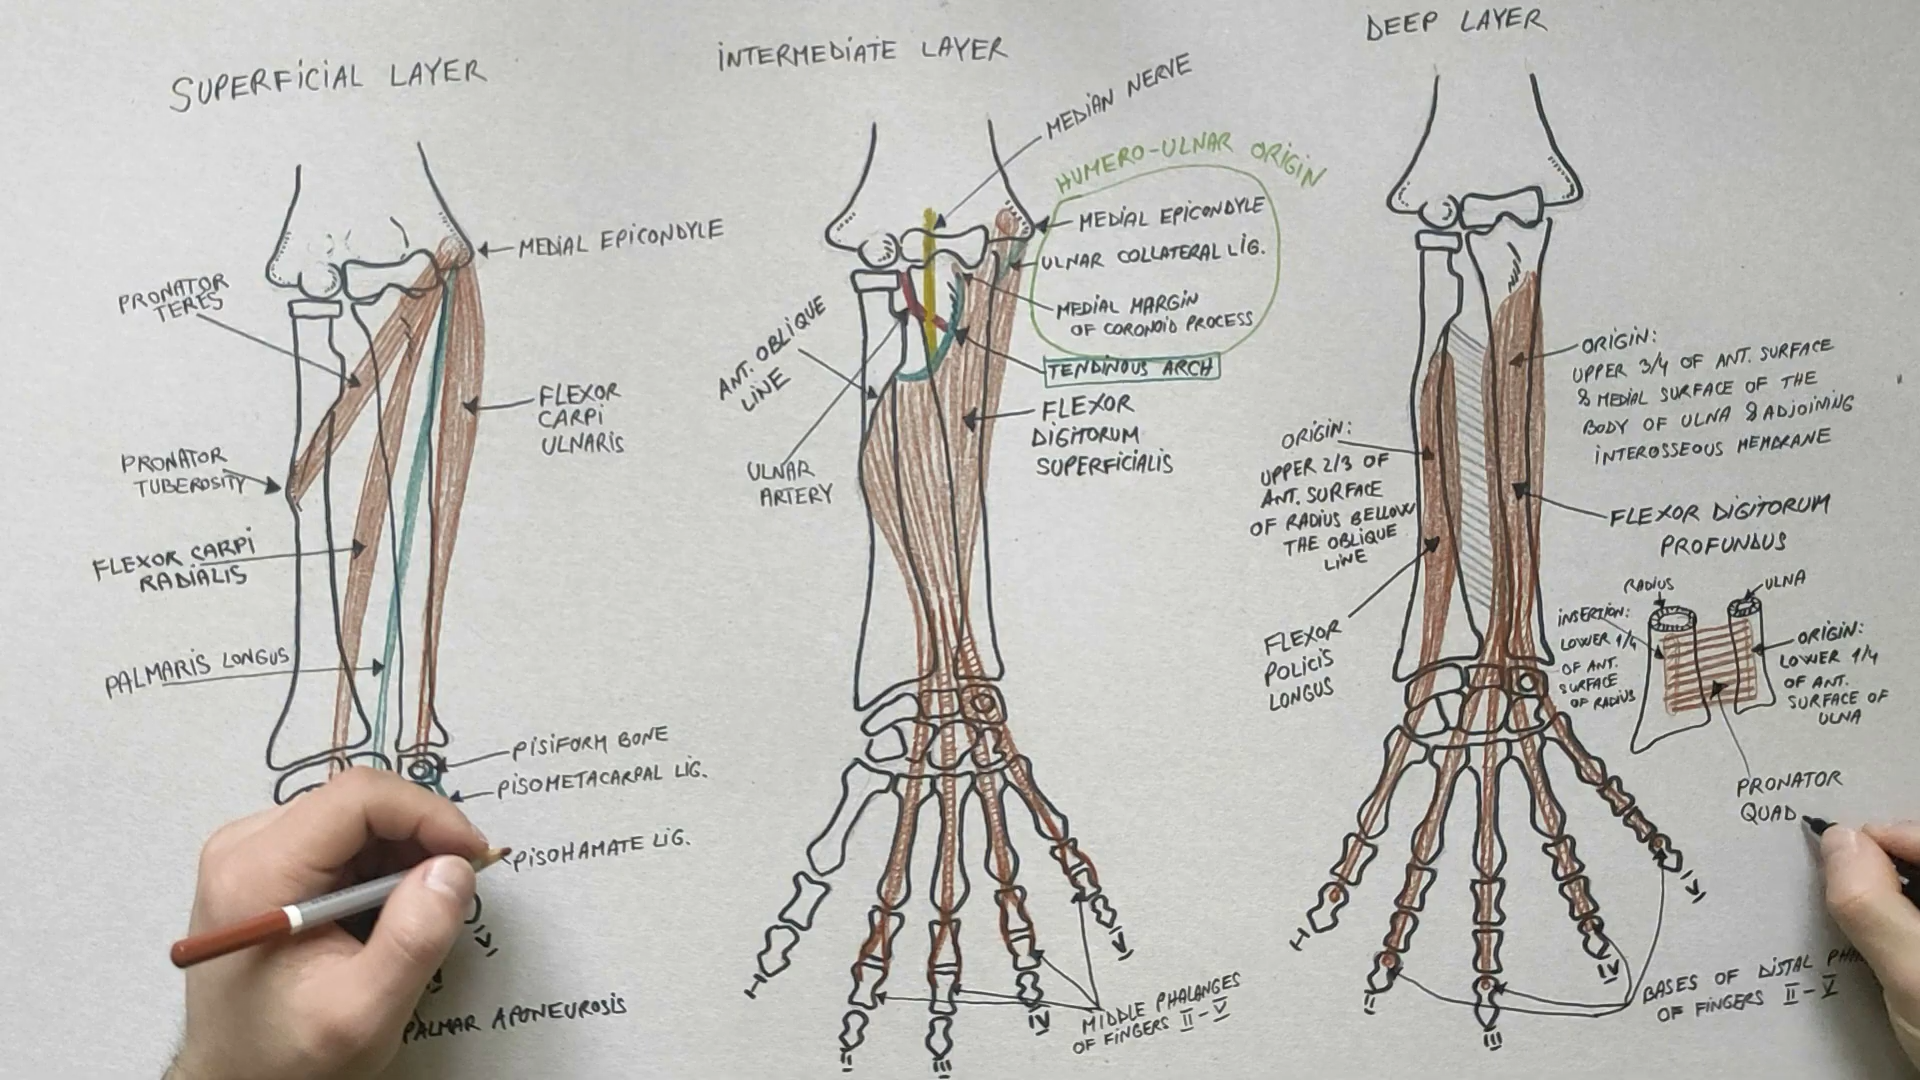 SUPERFICIAL LAYER
MEDIAL EPICONDYLE
PRONATOR
TERES
FLEXOR
CARPI
ULNARIS
PRONATOR
TUBEROSITY
FLEXOR CARPI
RADIALIS
PALMARIS LONGUS
PISIFORM BONE
PISOMETACARPAL LIG.
PISOHAMATE LIG.
V
PALMAR APONEUROSIS
INTERMEDIATE LAYER
MEDIAN NERVE
HUMERO-ULNAR ORIGIN
MEDIAL EPICONDYLE
ULNAR COLLATERAL LIG.
MEDIAL MARGIN
OF CORONOID PROCESS
TENDINOUS ARCH
ANT. OBLIQUE
LINE
FLEXOR
DIGITORUM
SUPERFICIALIS
ULNAR
ARTERY
I
II
III
IV
V
MIDDLE PHALANGES
OF FINGERS II-V
DEEP LAYER
ORIGIN:
UPPER 3/4 OF ANT. SURFACE
& MEDIAL SURFACE OF THE
BODY OF ULNA & ADJOINING
INTEROSSEOUS MEMBRANE
ORIGIN:
UPPER 2/3 OF
ANT. SURFACE
OF RADIUS BELLOW
THE OBLIQUE
LINE
FLEXOR DIGITORUM
PROFUNDUS
FLEXOR
POLICIS
LONGUS
RADIUS
ULNA
INSERTION:
LOWER 1/4
OF ANT.
SURFACE
OF RADIUS
ORIGIN:
LOWER 1/4
OF ANT.
SURFACE OF
ULNA
PRONATOR
QUAD
I
II
III
IV
V
BASES OF DISTAL
OF FINGERS II-V